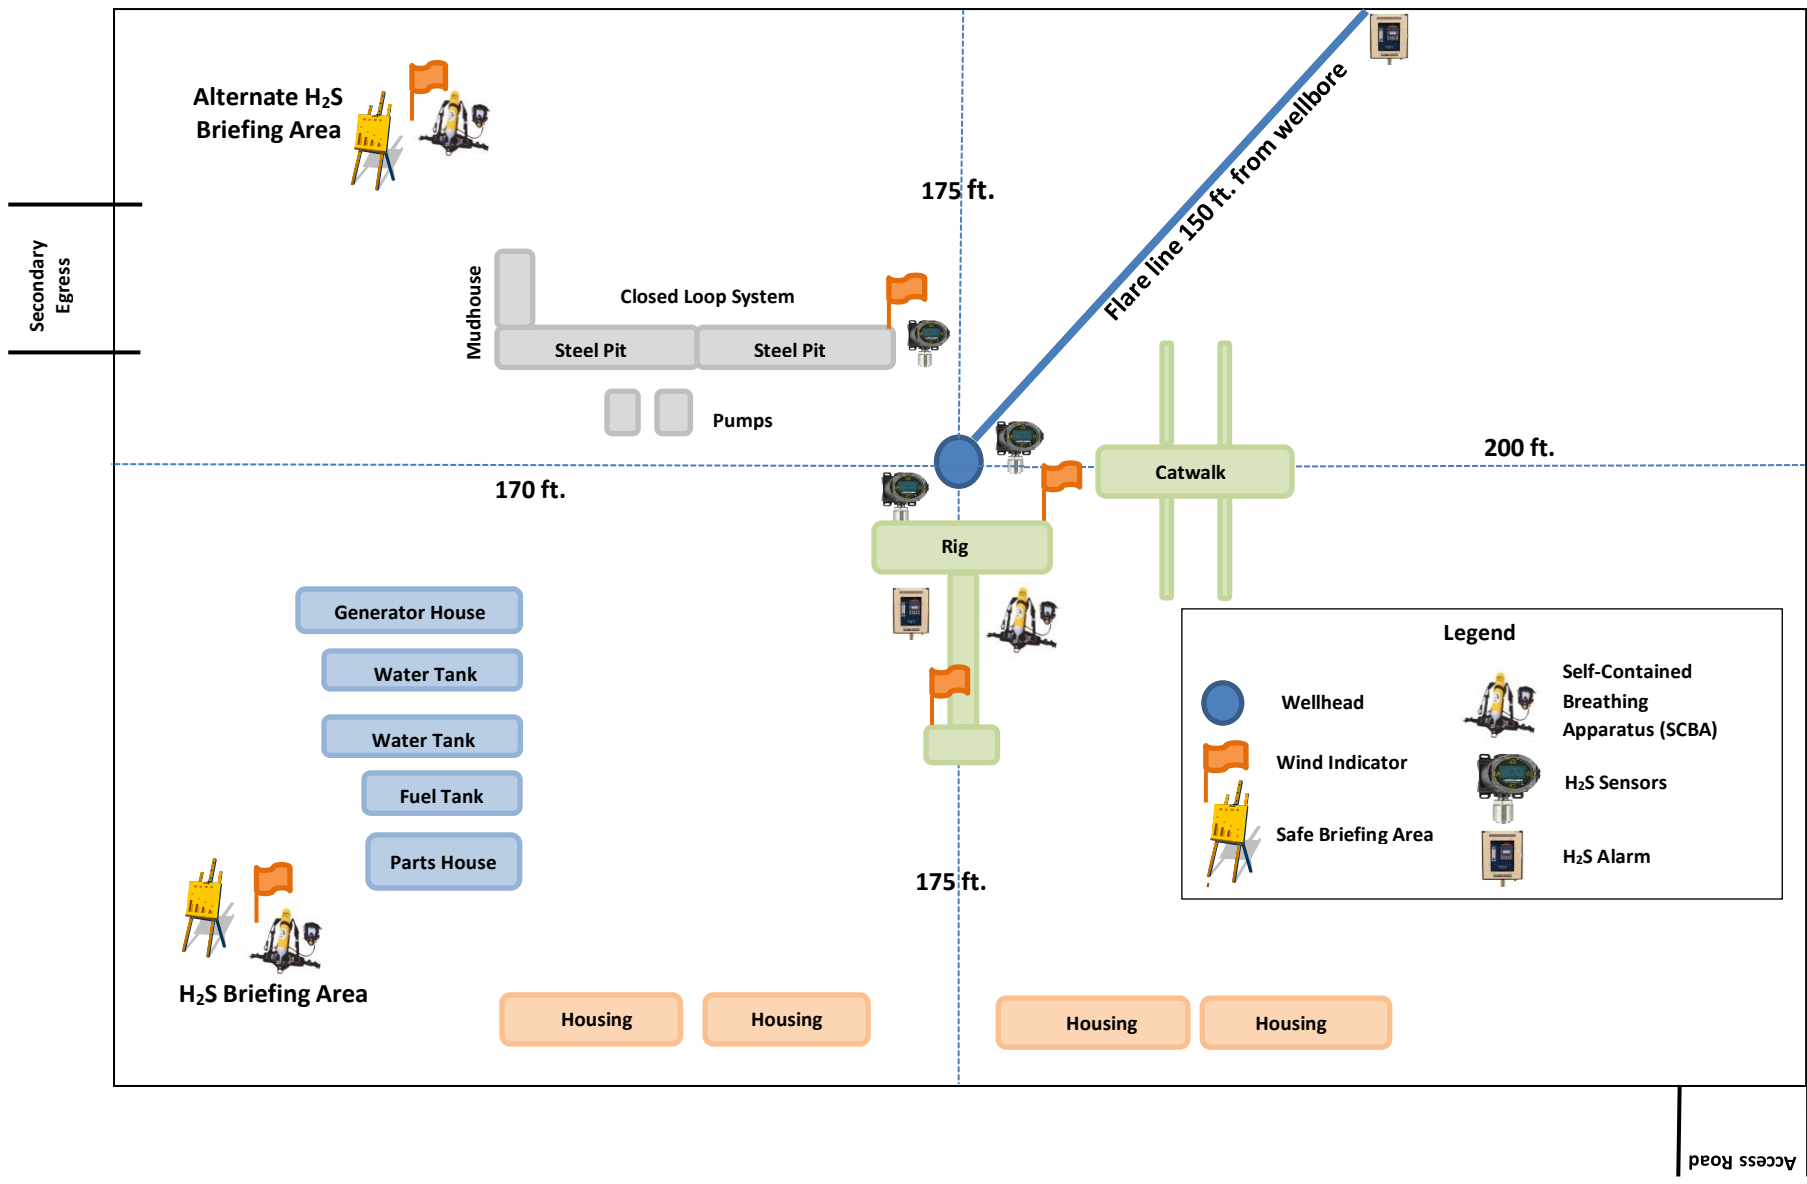 Alternate H₂S
Briefing Area
175 ft.
Flare line 150 ft. from wellbore
Secondary
Egress
Mudhouse
Closed Loop System
Steel Pit
Steel Pit
Pumps
200 ft.
Catwalk
170 ft.
Rig
Generator House
Water Tank
Water Tank
Fuel Tank
Parts House
Legend
Wellhead
Wind Indicator
Safe Briefing Area
Self-Contained
Breathing
Apparatus (SCBA)
H₂S Sensors
H₂S Alarm
175 ft.
H₂S Briefing Area
Housing
Housing
Housing
Housing
Access Road